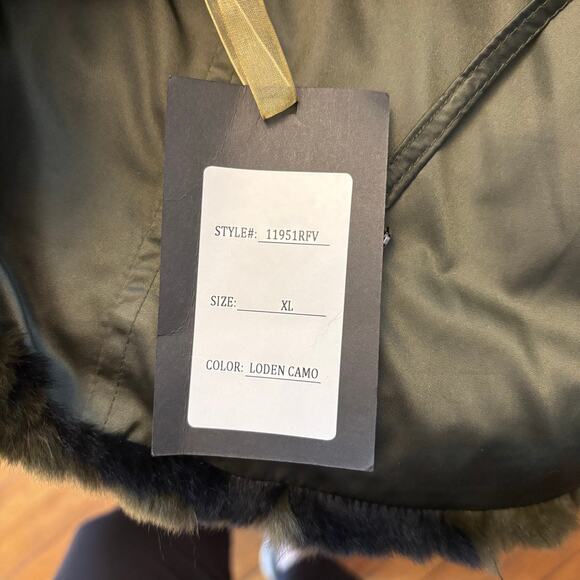 STYLE#: 11951RFV
SIZE: XL
COLOR: LODEN CAMO